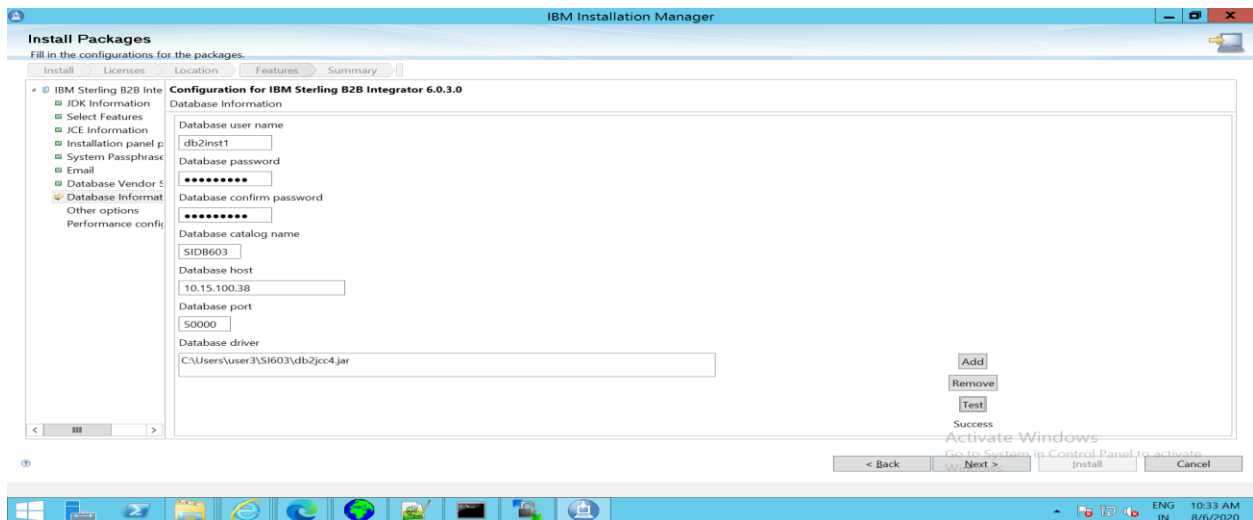 IBM Installation Manager
Install Packages
Fill in the configurations for the packages.
Install Licenses Location Features Summary
IBM Sterling B2B Inte
JDK Information
Select Features
JCE Information
Installation panel p
System Passphrase
Email
Database Vendor S
Database Informat
Other options
Performance config
Configuration for IBM Sterling B2B Integrator 6.0.3.0
Database Information
Database user name
db2inst1
Database password
•••••••••
Database confirm password
•••••••••
Database catalog name
SIDB603
Database host
10.15.100.38
Database port
50000
Database driver
C:\Users\user3\SI603\db2jcc4.jar
Add
Remove
Test
Success
Activate Windows
Go to System in Control Panel to activate
Windows.
< Back Next > Install Cancel
ENG 10:33 AM
IN 8/6/2020